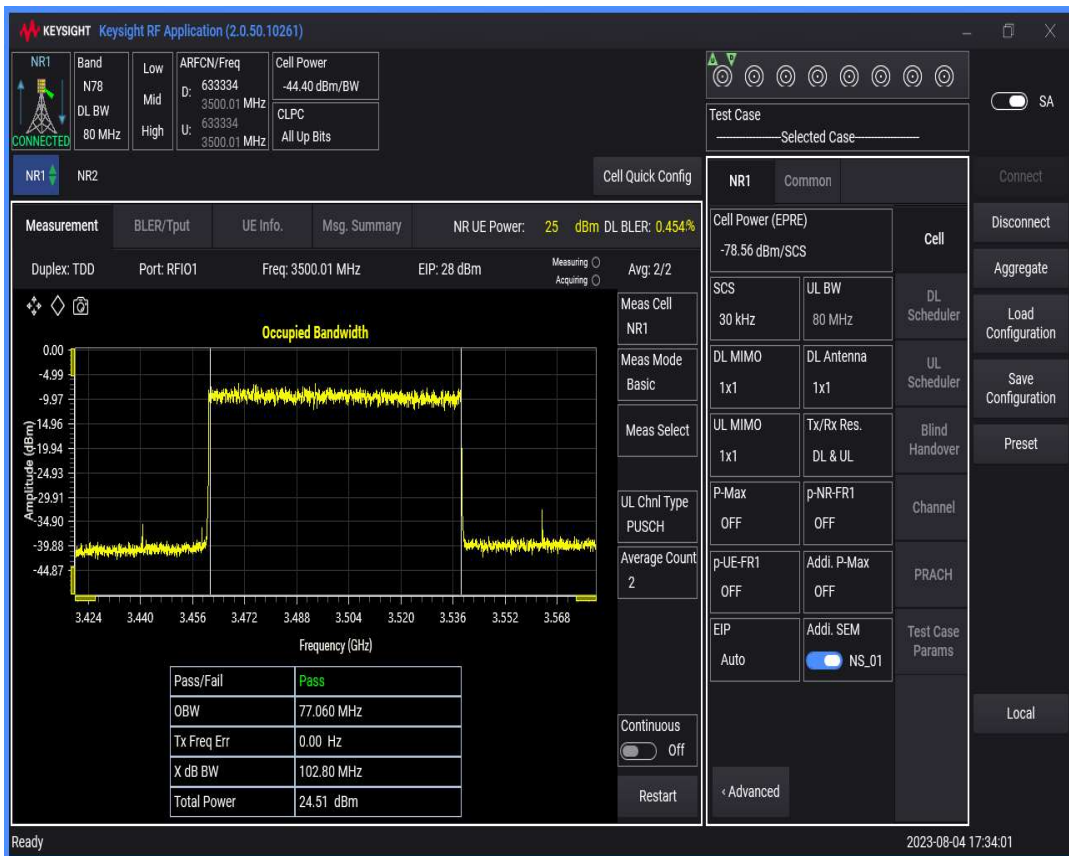 KEYSIGHT Keysight RF Application (2.0.50.10261)
NR1
CONNECTED
Band
N78
DL BW
80 MHz
Low
Mid
High
ARFCN/Freq
D: 633334
3500.01 MHz
U: 633334
3500.01 MHz
Cell Power
-44.40 dBm/BW
CLPC
All Up Bits
Test Case
Selected Case
SA
NR1 NR2
Cell Quick Config
Measurement BLER/Tput UE Info. Msg. Summary NR UE Power: 25 dBm DL BLER: 0.454%
Duplex: TDD Port: RFIO1 Freq: 3500.01 MHz EIP: 28 dBm Measuring Acquiring Avg: 2/2
Occupied Bandwidth
Amplitude (dBm)
0.00
-4.99
-9.97
-14.96
-19.94
-24.93
-29.91
-34.90
-39.88
-44.87
3.424 3.440 3.456 3.472 3.488 3.504 3.520 3.536 3.552 3.568
Frequency (GHz)
Pass/Fail Pass
OBW 77.060 MHz
Tx Freq Err 0.00 Hz
X dB BW 102.80 MHz
Total Power 24.51 dBm
Meas Cell
NR1
Meas Mode
Basic
Meas Select
UL Chnl Type
PUSCH
Average Count
2
Continuous
Off
Restart
NR1 Common
Cell Power (EPRE)
-78.56 dBm/SCS
SCS
30 kHz
UL BW
80 MHz
DL MIMO
1x1
DL Antenna
1x1
UL MIMO
1x1
Tx/Rx Res.
DL & UL
P-Max
OFF
p-NR-FR1
OFF
p-UE-FR1
OFF
Addi. P-Max
OFF
EIP
Auto
Addi. SEM
NS_01
‹ Advanced
Cell
DL
Scheduler
UL
Scheduler
Blind
Handover
Channel
PRACH
Test Case
Params
Connect
Disconnect
Aggregate
Load
Configuration
Save
Configuration
Preset
Local
Ready
2023-08-04 17:34:01